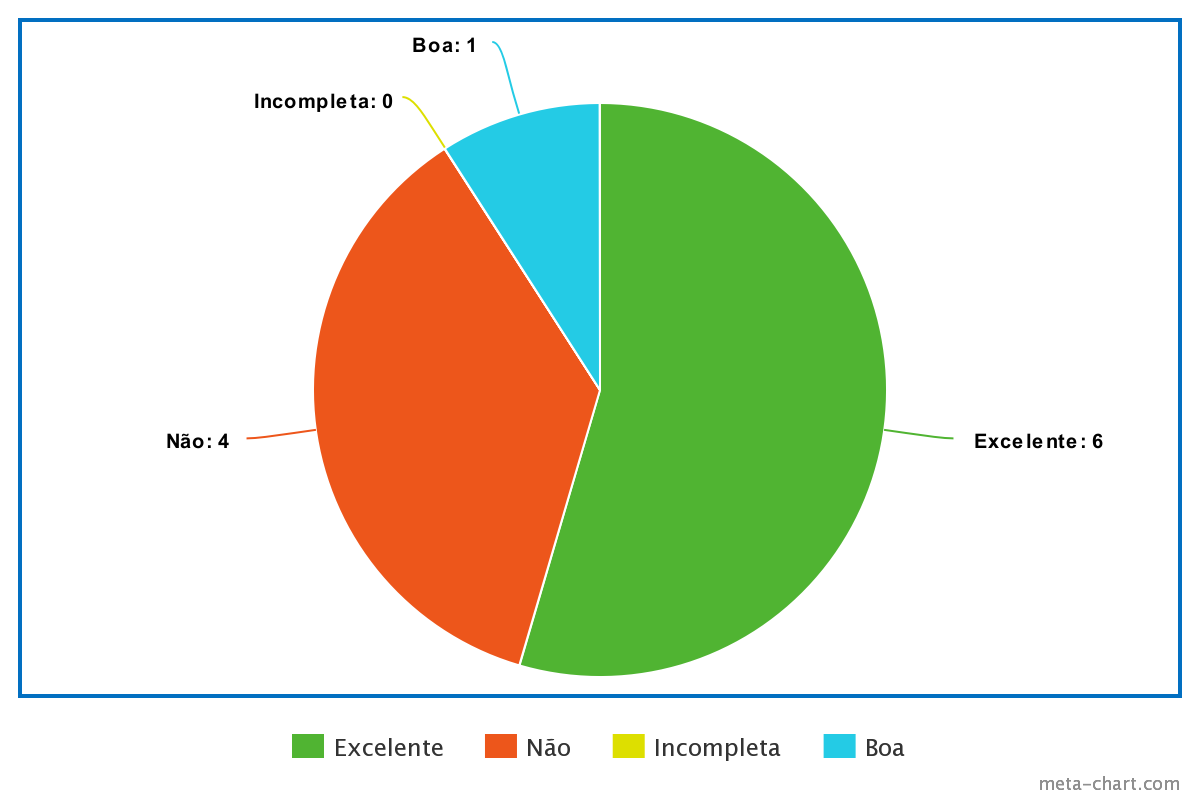 Boa: 1
Incompleta: 0
Não: 4
Excelente: 6
Excelente Não Incompleta Boa
meta-chart.com